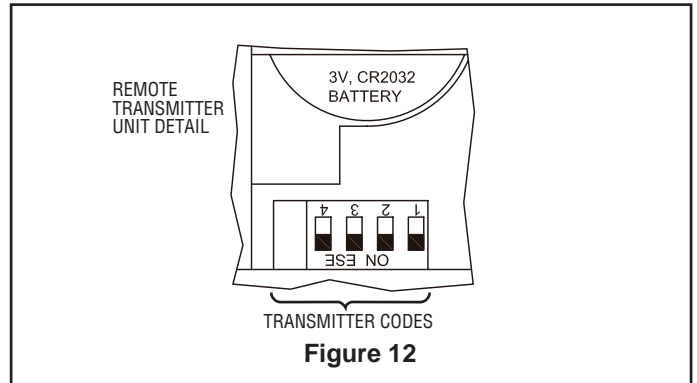 REMOTE
TRANSMITTER
UNIT DETAIL
3V, CR2032
BATTERY
4 3 2 1
ON ESE
TRANSMITTER CODES
Figure 12